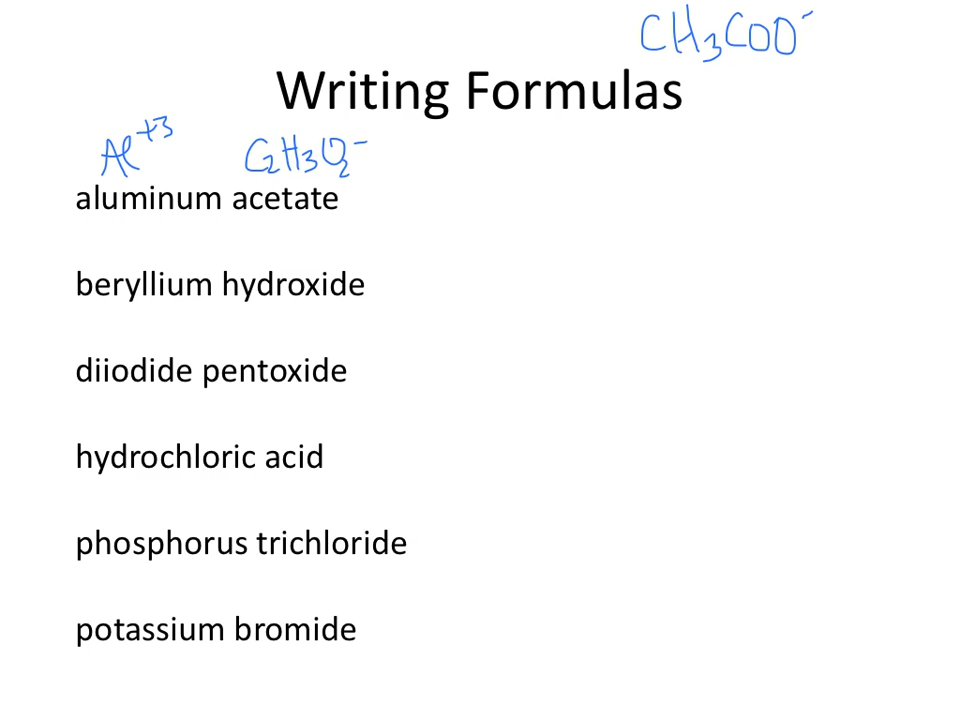 CH₃COO⁻
Writing Formulas
Al⁺³ C₂H₃O₂⁻
aluminum acetate
beryllium hydroxide
diiodide pentoxide
hydrochloric acid
phosphorus trichloride
potassium bromide